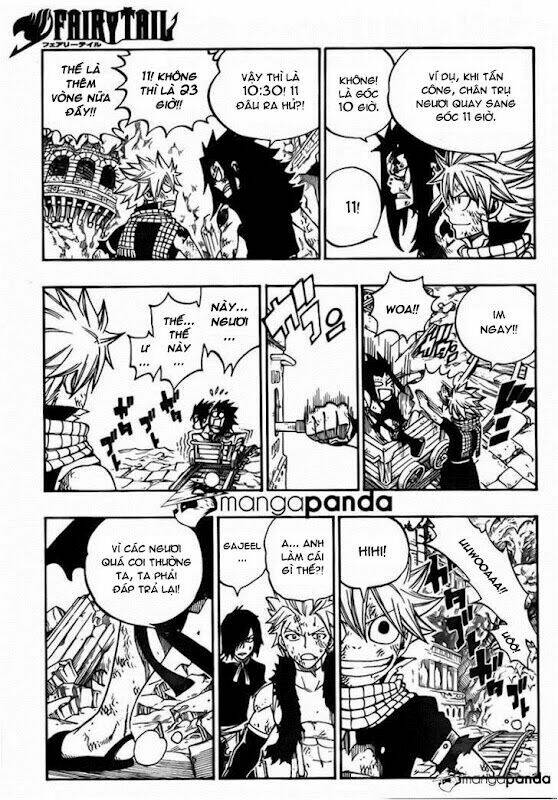 FAIRY TAIL
フェアリーテイル
VÍ DỤ, KHI TẤN
CÔNG, CHÂN TRỤ
NGƯƠI QUAY SANG
GÓC 11 GIỜ.
KHÔNG!
LÀ GÓC
10 GIỜ.
11!
VẬY THÌ LÀ
10:30! 11
ĐÂU RA HỬ?!
11! KHÔNG
THÌ LÀ 23
GIỜ!!
THẾ LÀ
THÊM
VÒNG NỮA
ĐẤY!!
IM
NGAY!!
WOA!!
NÀY...
NGƯƠI
...
THẾ...
THẾ
NÀY ...
Ư
...
mangapanda
UUWOOAAA!!
UOO!
HIHI!
A... ANH
LÀM CÁI
GÌ THẾ?!
GAJEEL
...
VÌ CÁC NGƯƠI
QUÁ COI THƯỜNG
TA, TA PHẢI
ĐÁP TRẢ LẠI!
mangapanda